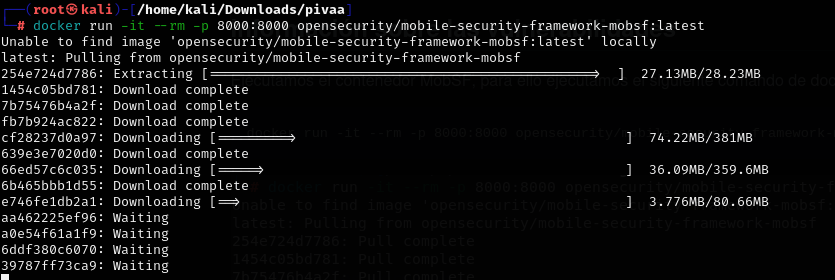 (root㉿kali)-[/home/kali/Downloads/pivaa]
# docker run -it --rm -p 8000:8000 opensecurity/mobile-security-framework-mobsf:latest
Unable to find image 'opensecurity/mobile-security-framework-mobsf:latest' locally
latest: Pulling from opensecurity/mobile-security-framework-mobsf
254e724d7786: Extracting [==================================================> ] 27.13MB/28.23MB
1454c05bd781: Download complete
7b75476b4a2f: Download complete
fb7b924ac822: Download complete
cf28237d0a97: Downloading [=========> ] 74.22MB/381MB
639e3e7020d0: Download complete
66ed57c6c035: Downloading [=====> ] 36.09MB/359.6MB
6b465bbb1d55: Download complete
e746fe1db2a1: Downloading [==> ] 3.776MB/80.66MB
aa462225ef96: Waiting
a0e54f61a1f9: Waiting
6ddf380c6070: Waiting
39787ff73ca9: Waiting